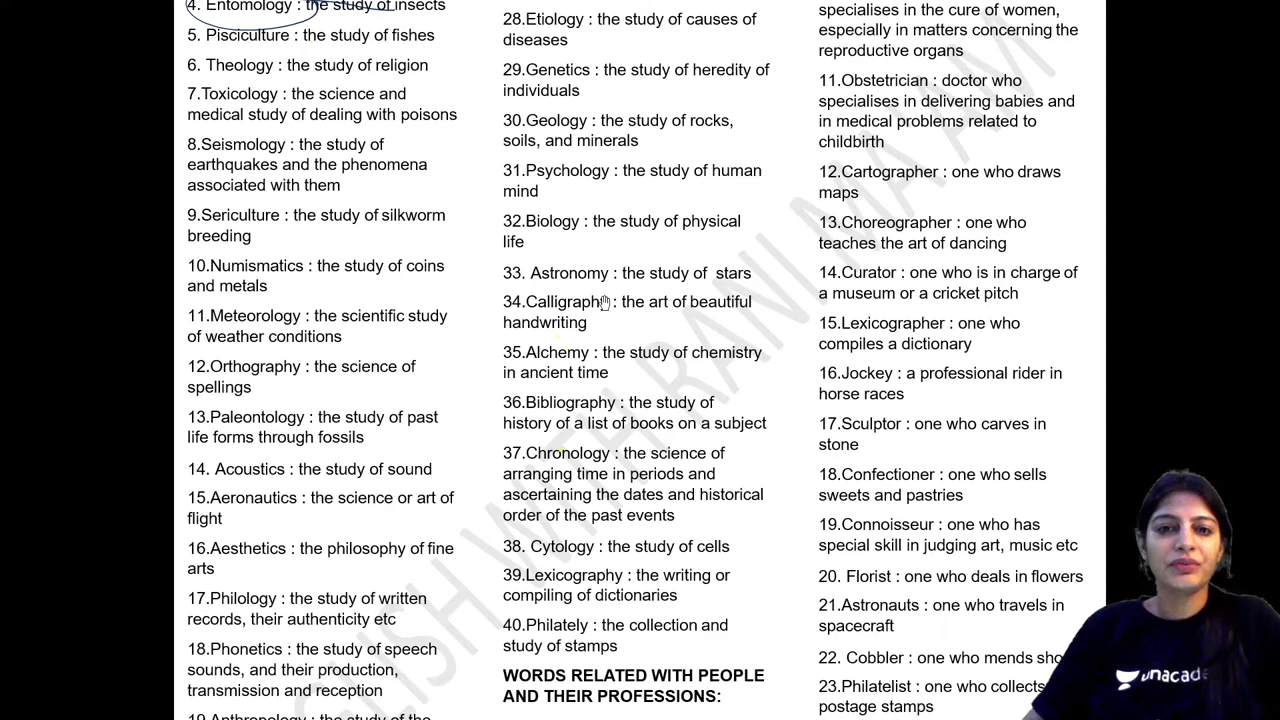 4. Entomology : the study of insects
5. Pisciculture : the study of fishes
6. Theology : the study of religion
7.Toxicology : the science and
medical study of dealing with poisons
8.Seismology : the study of
earthquakes and the phenomena
associated with them
9.Sericulture : the study of silkworm
breeding
10.Numismatics : the study of coins
and metals
11.Meteorology : the scientific study
of weather conditions
12.Orthography : the science of
spellings
13.Paleontology : the study of past
life forms through fossils
14. Acoustics : the study of sound
15.Aeronautics : the science or art of
flight
16.Aesthetics : the philosophy of fine
arts
17.Philology : the study of written
records, their authenticity etc
18.Phonetics : the study of speech
sounds, and their production,
transmission and reception
19.Anthropology : the study of the
28.Etiology : the study of causes of
diseases
29.Genetics : the study of heredity of
individuals
30.Geology : the study of rocks,
soils, and minerals
31.Psychology : the study of human
mind
32.Biology : the study of physical
life
33. Astronomy : the study of stars
34.Calligraphy : the art of beautiful
handwriting
35.Alchemy : the study of chemistry
in ancient time
36.Bibliography : the study of
history of a list of books on a subject
37.Chronology : the science of
arranging time in periods and
ascertaining the dates and historical
order of the past events
38. Cytology : the study of cells
39.Lexicography : the writing or
compiling of dictionaries
40.Philately : the collection and
study of stamps
WORDS RELATED WITH PEOPLE
AND THEIR PROFESSIONS:
specialises in the cure of women,
especially in matters concerning the
reproductive organs
11.Obstetrician : doctor who
specialises in delivering babies and
in medical problems related to
childbirth
12.Cartographer : one who draws
maps
13.Choreographer : one who
teaches the art of dancing
14.Curator : one who is in charge of
a museum or a cricket pitch
15.Lexicographer : one who
compiles a dictionary
16.Jockey : a professional rider in
horse races
17.Sculptor : one who carves in
stone
18.Confectioner : one who sells
sweets and pastries
19.Connoisseur : one who has
special skill in judging art, music etc
20. Florist : one who deals in flowers
21.Astronauts : one who travels in
spacecraft
22. Cobbler : one who mends sho
23.Philatelist : one who collects
postage stamps
GLISH WITH RANI MA'AM
unacade